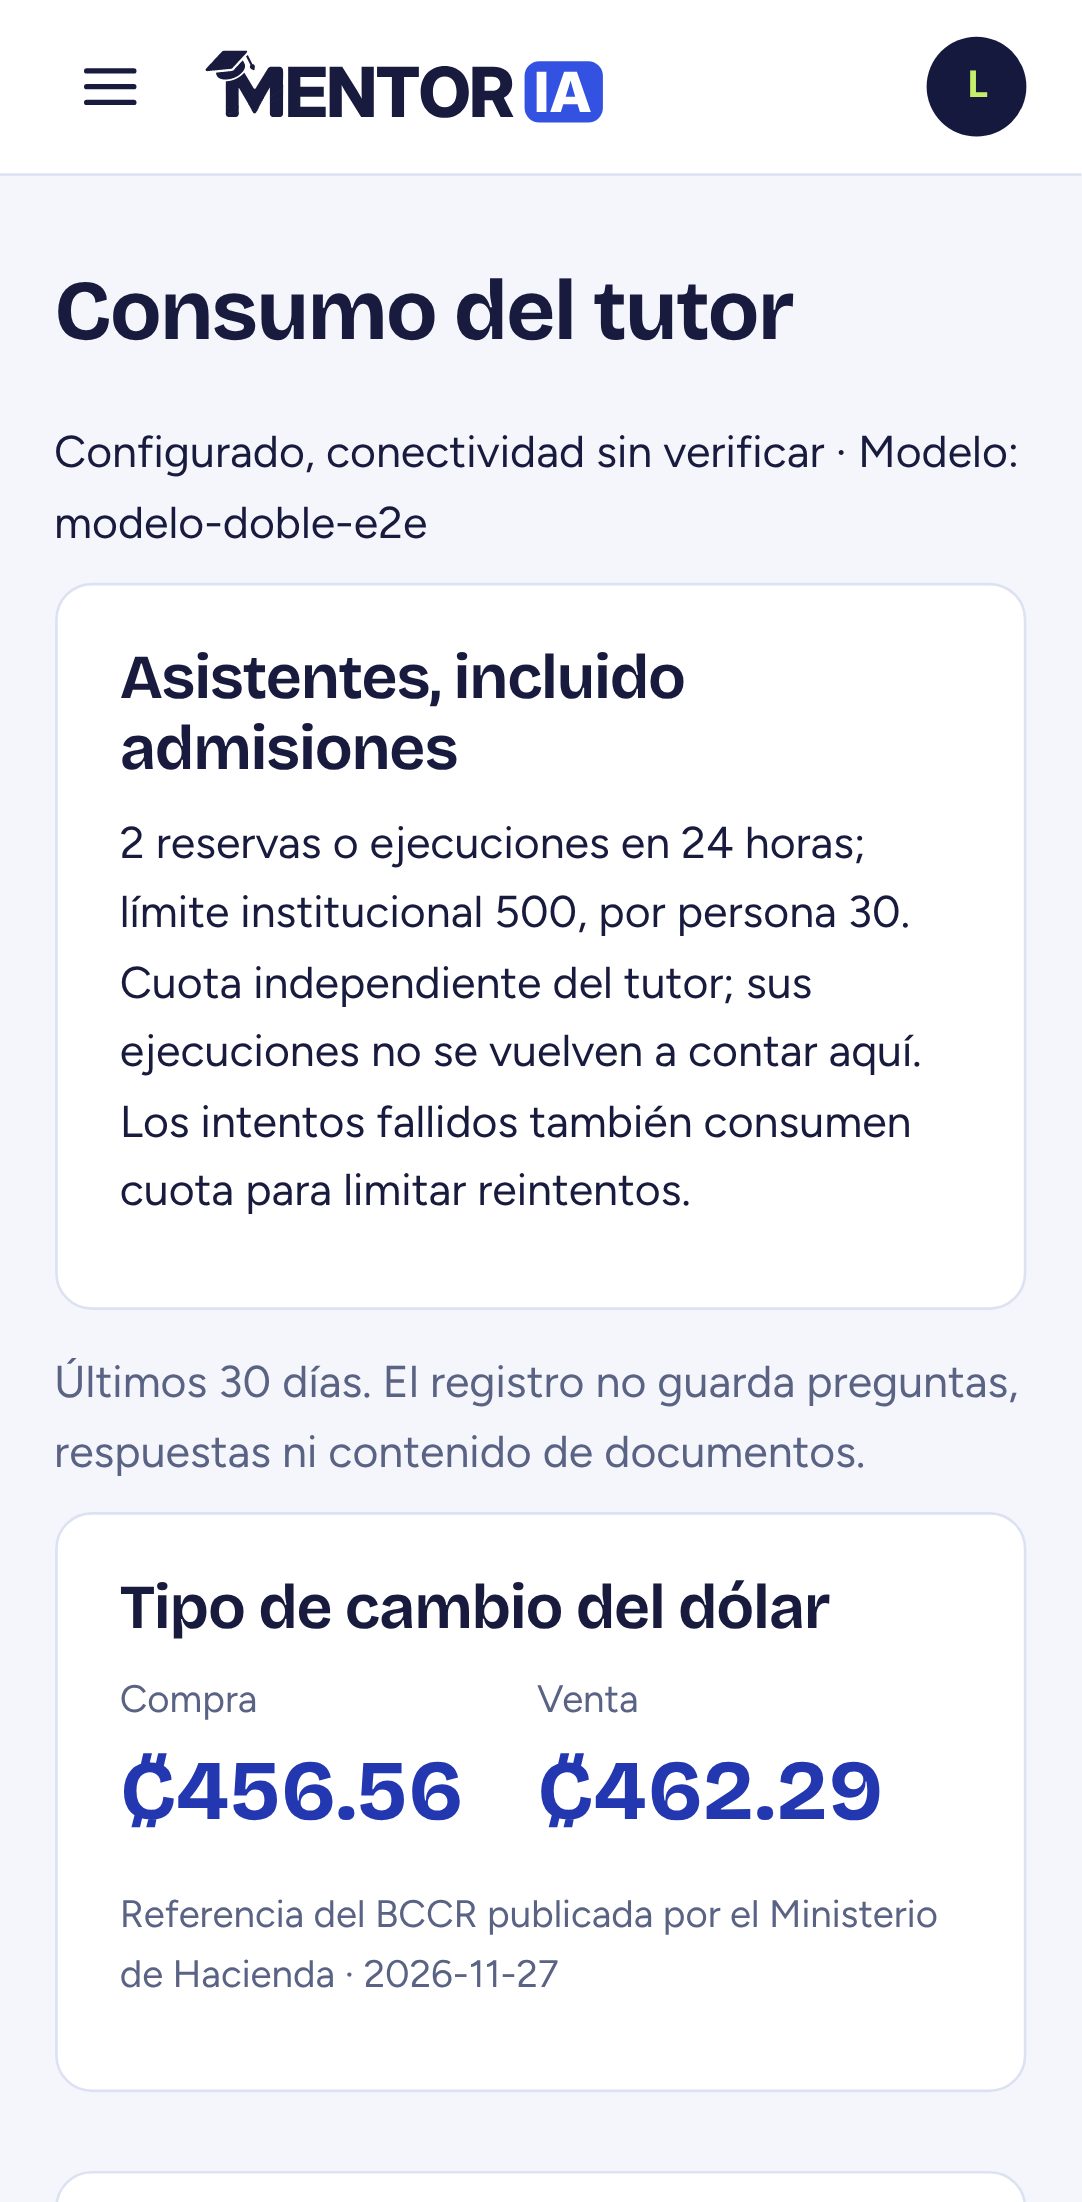 MENTOR IA
L
Consumo del tutor
Configurado, conectividad sin verificar · Modelo:
modelo-doble-e2e
Asistentes, incluido
admisiones
2 reservas o ejecuciones en 24 horas;
límite institucional 500, por persona 30.
Cuota independiente del tutor; sus
ejecuciones no se vuelven a contar aquí.
Los intentos fallidos también consumen
cuota para limitar reintentos.
Últimos 30 días. El registro no guarda preguntas,
respuestas ni contenido de documentos.
Tipo de cambio del dólar
Compra Venta
₡456.56 ₡462.29
Referencia del BCCR publicada por el Ministerio
de Hacienda · 2026-11-27